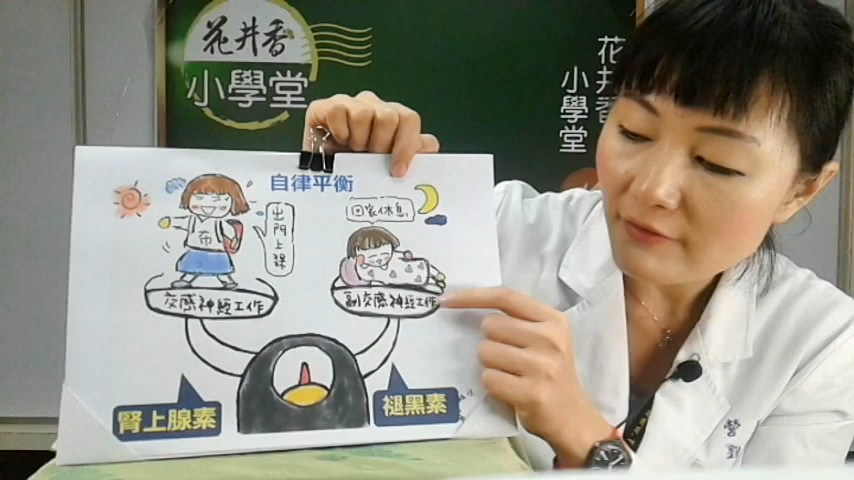 花井香
小學堂
花井香
小學堂
自律平衡
出門上課
回家休息
交感神經工作
副交感神經工作
腎上腺素
褪黑素
營